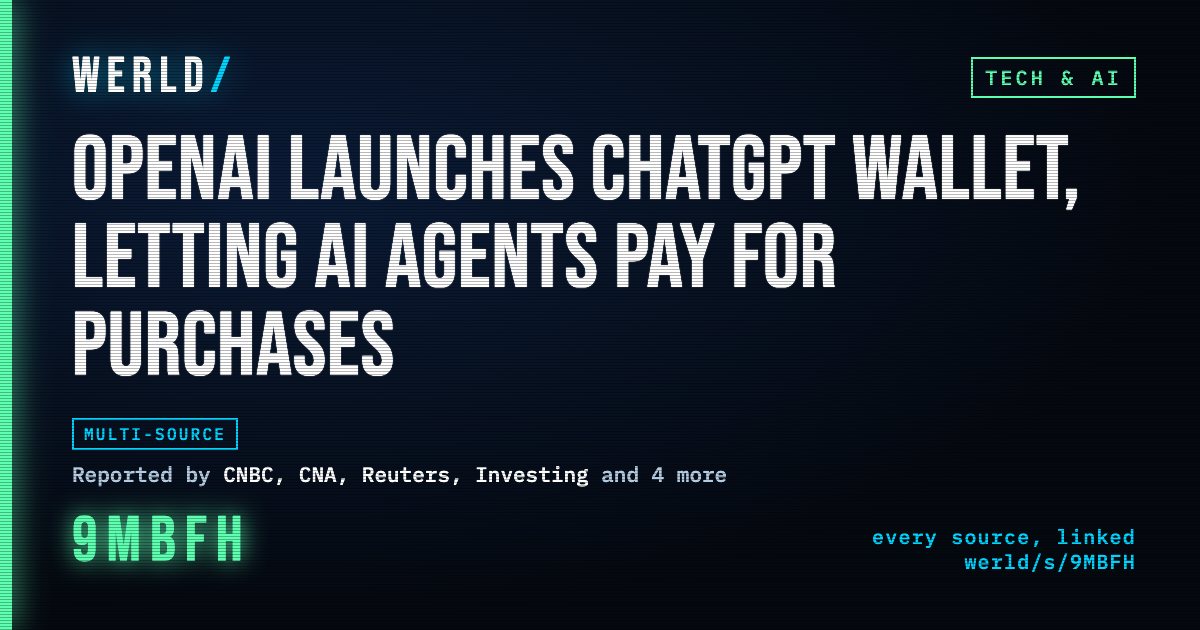 WERLD/
TECH & AI
OPENAI LAUNCHES CHATGPT WALLET,
LETTING AI AGENTS PAY FOR
PURCHASES
MULTI-SOURCE
Reported by CNBC, CNA, Reuters, Investing and 4 more
9MBFH
every source, linked
werld/s/9MBFH